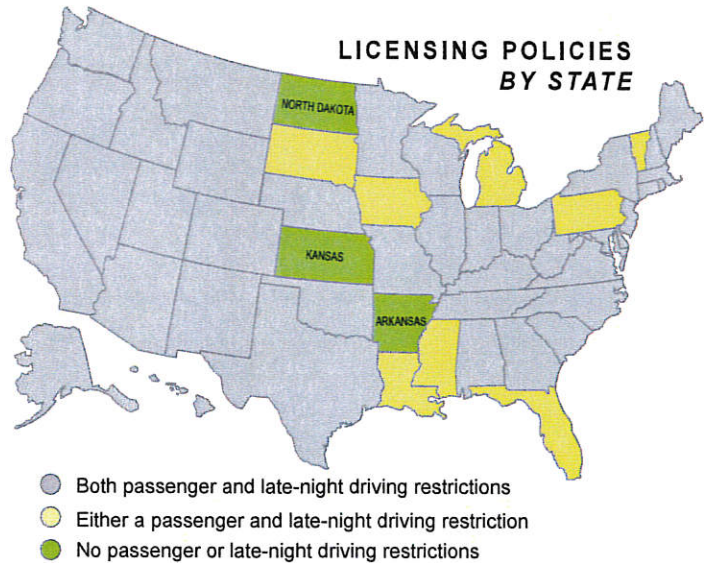 LICENSING POLICIES
BY STATE
NORTH DAKOTA
KANSAS
ARKANSAS
Both passenger and late-night driving restrictions
Either a passenger and late-night driving restriction
No passenger or late-night driving restrictions